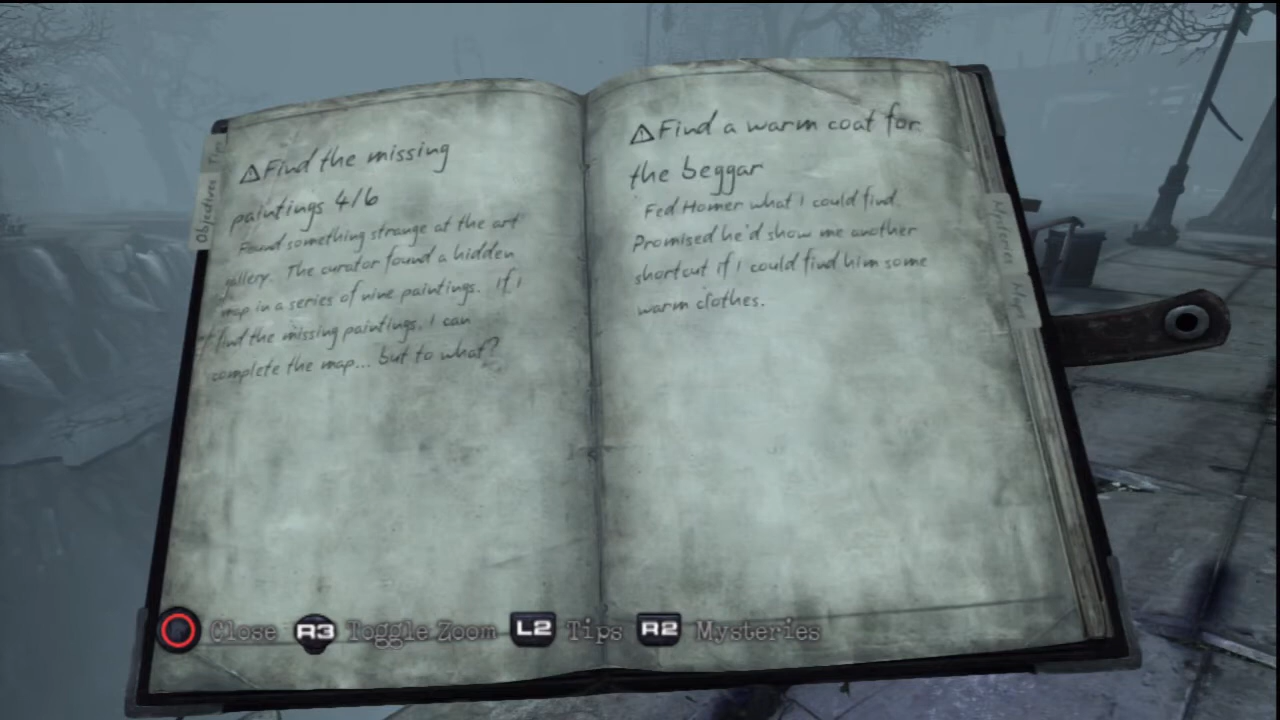 Tips
Objectives
⚠Find the missing
paintings 4/6
Found something strange at the art
gallery. The curator found a hidden
map in a series of nine paintings. If I
find the missing paintings, I can
complete the map... but to what?
⚠Find a warm coat for
the beggar
Fed Homer what I could find.
Promised he'd show me another
shortcut if I could find him some
warm clothes.
Mysteries
Maps
Close R3 Toggle Zoom L2 Tips R2 Mysteries